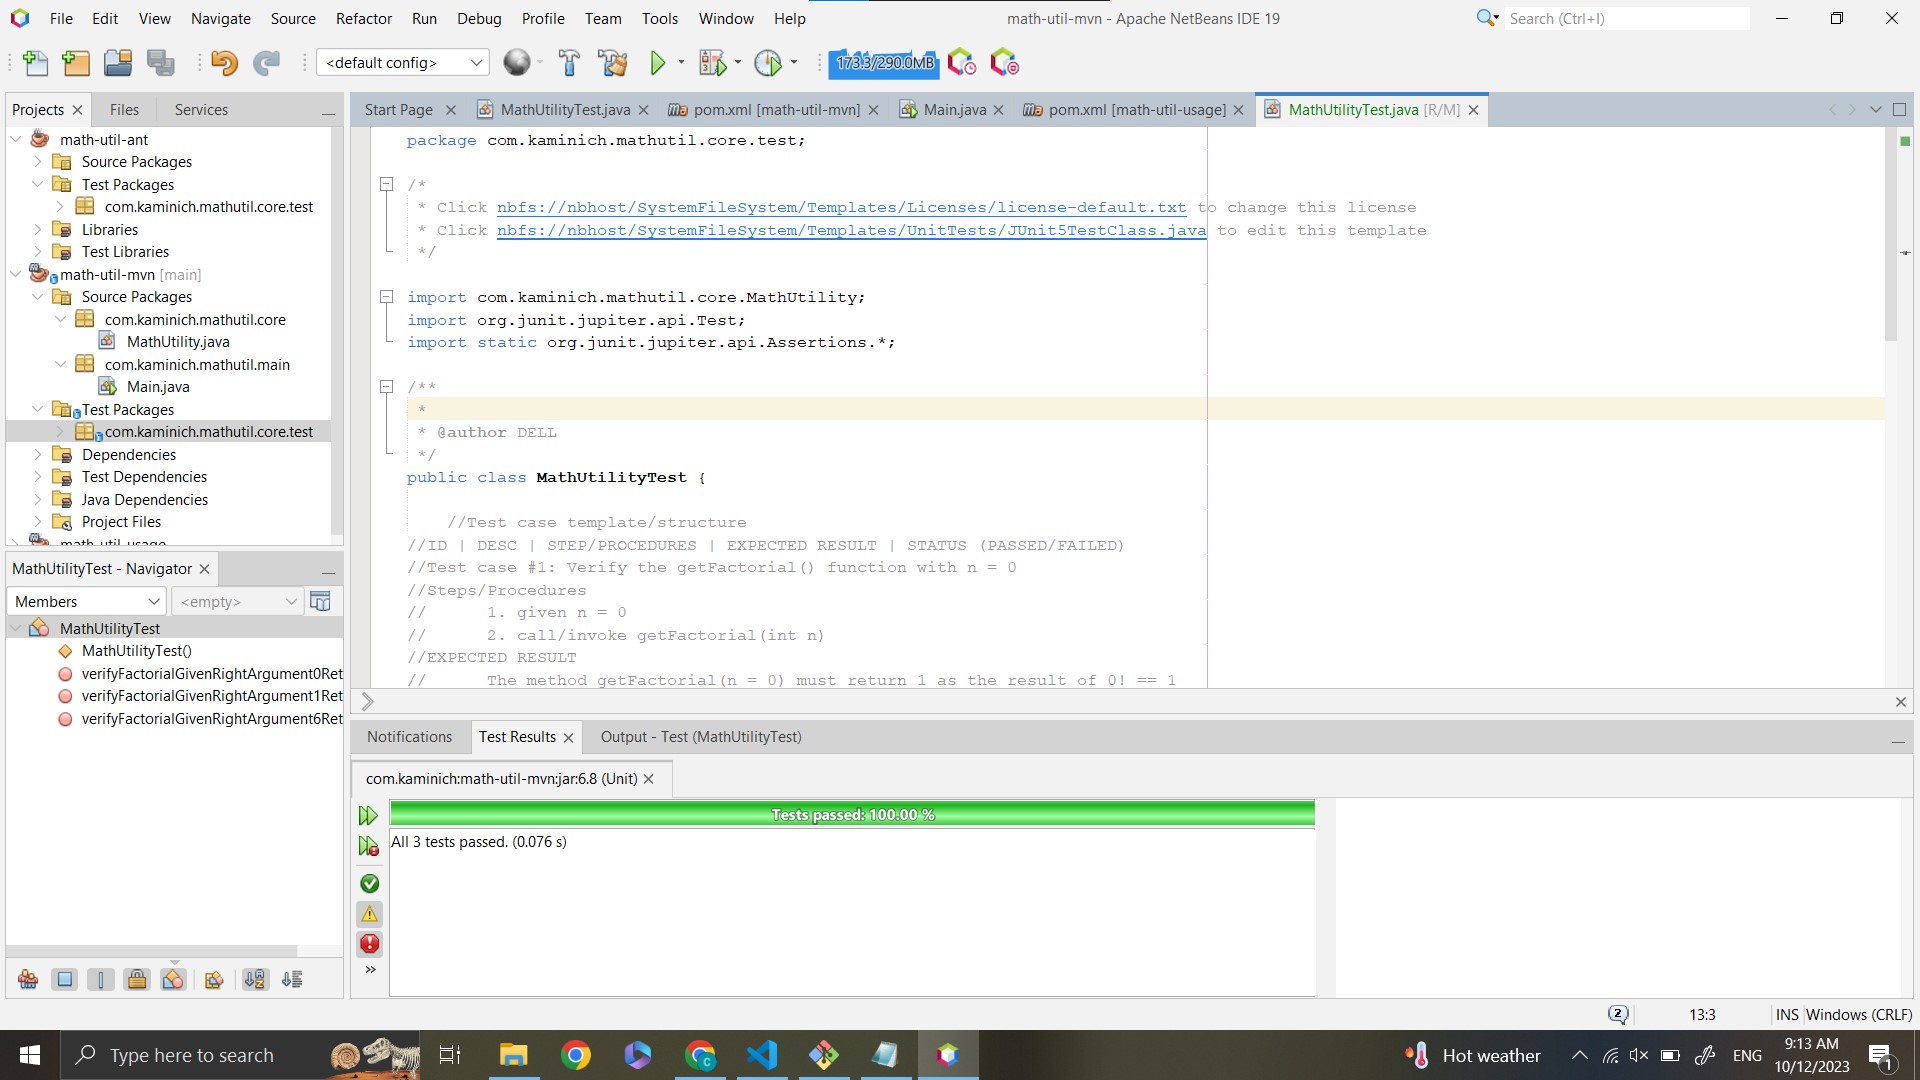 File Edit View Navigate Source Refactor Run Debug Profile Team Tools Window Help
math-util-mvn - Apache NetBeans IDE 19
Search (Ctrl+I)
<default config>
173.3/290.0MB
Projects Files Services
Start Page MathUtilityTest.java pom.xml [math-util-mvn] Main.java pom.xml [math-util-usage] MathUtilityTest.java [R/M]
math-util-ant
Source Packages
Test Packages
com.kaminich.mathutil.core.test
Libraries
Test Libraries
math-util-mvn [main]
Source Packages
com.kaminich.mathutil.core
MathUtility.java
com.kaminich.mathutil.main
Main.java
Test Packages
com.kaminich.mathutil.core.test
Dependencies
Test Dependencies
Java Dependencies
Project Files
math-util-usage
package com.kaminich.mathutil.core.test;
/*
* Click nbfs://nbhost/SystemFileSystem/Templates/Licenses/license-default.txt to change this license
* Click nbfs://nbhost/SystemFileSystem/Templates/UnitTests/JUnit5TestClass.java to edit this template
*/
import com.kaminich.mathutil.core.MathUtility;
import org.junit.jupiter.api.Test;
import static org.junit.jupiter.api.Assertions.*;
/**
*
* @author DELL
*/
public class MathUtilityTest {
//Test case template/structure
//ID | DESC | STEP/PROCEDURES | EXPECTED RESULT | STATUS (PASSED/FAILED)
//Test case #1: Verify the getFactorial() function with n = 0
//Steps/Procedures
// 1. given n = 0
// 2. call/invoke getFactorial(int n)
//EXPECTED RESULT
// The method getFactorial(n = 0) must return 1 as the result of 0! == 1
MathUtilityTest - Navigator
Members <empty>
MathUtilityTest
MathUtilityTest()
verifyFactorialGivenRightArgument0Ret
verifyFactorialGivenRightArgument1Ret
verifyFactorialGivenRightArgument6Ret
Notifications Test Results Output - Test (MathUtilityTest)
com.kaminich:math-util-mvn:jar:6.8 (Unit)
Tests passed: 100.00 %
All 3 tests passed. (0.076 s)
2 13:3 INS Windows (CRLF)
Type here to search
Hot weather
ENG
9:13 AM
10/12/2023
1